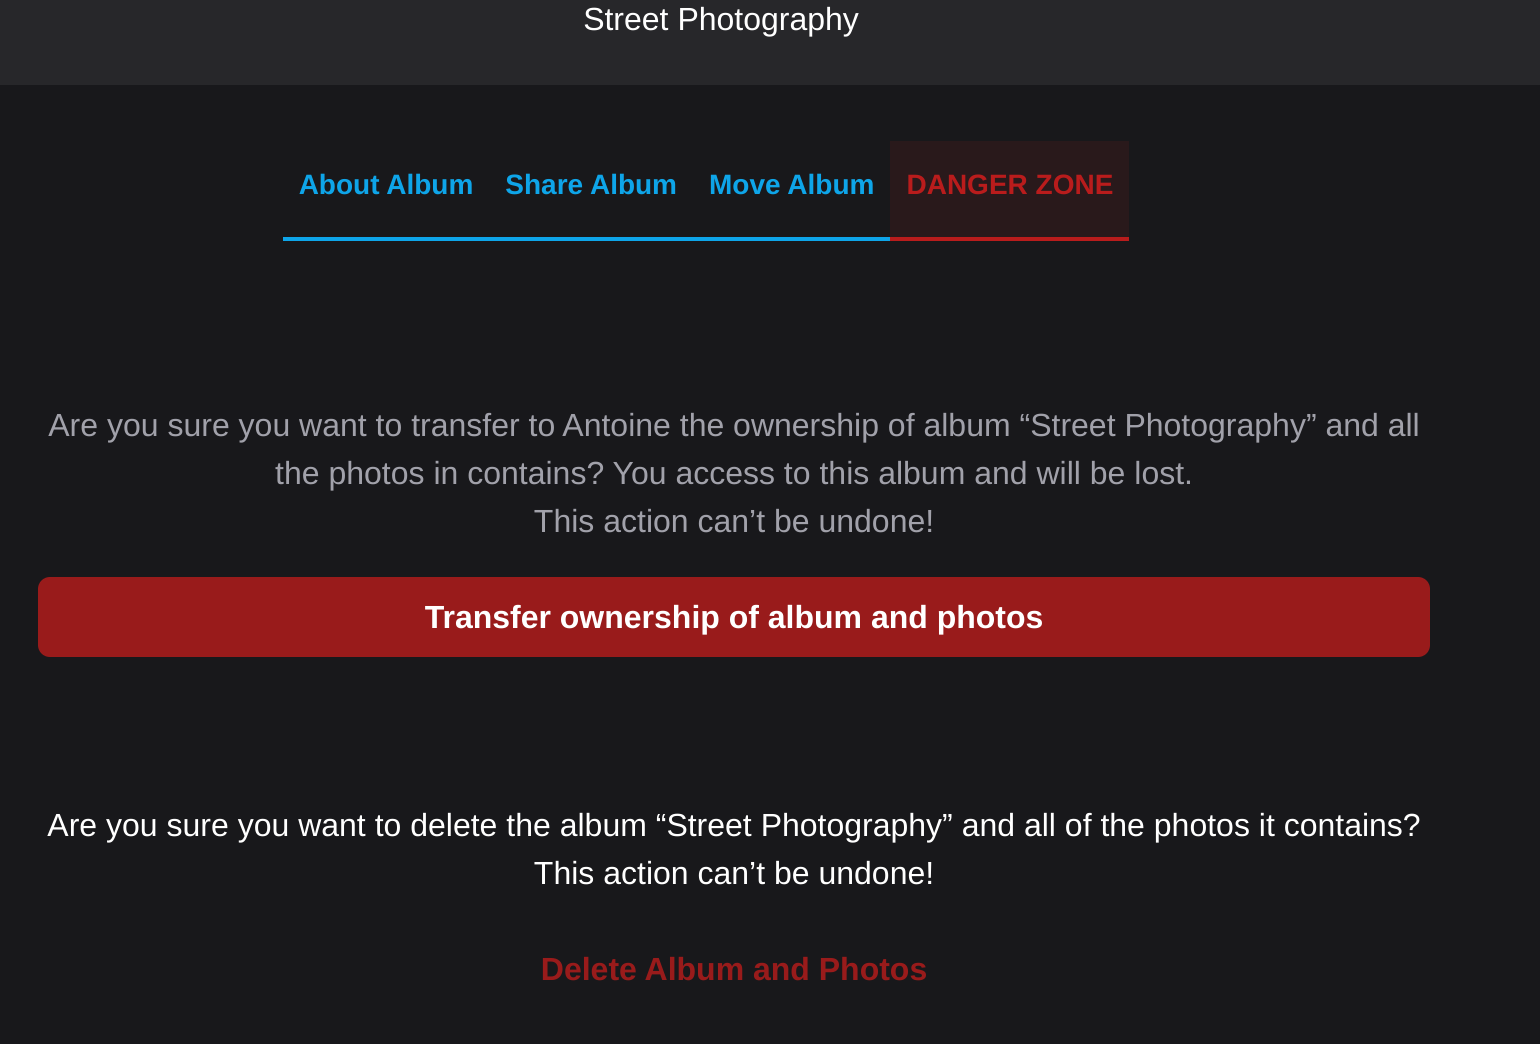 Street Photography
About Album Share Album Move Album DANGER ZONE
Are you sure you want to transfer to Antoine the ownership of album “Street Photography” and all
the photos in contains? You access to this album and will be lost.
This action can’t be undone!
Transfer ownership of album and photos
Are you sure you want to delete the album “Street Photography” and all of the photos it contains?
This action can’t be undone!
Delete Album and Photos